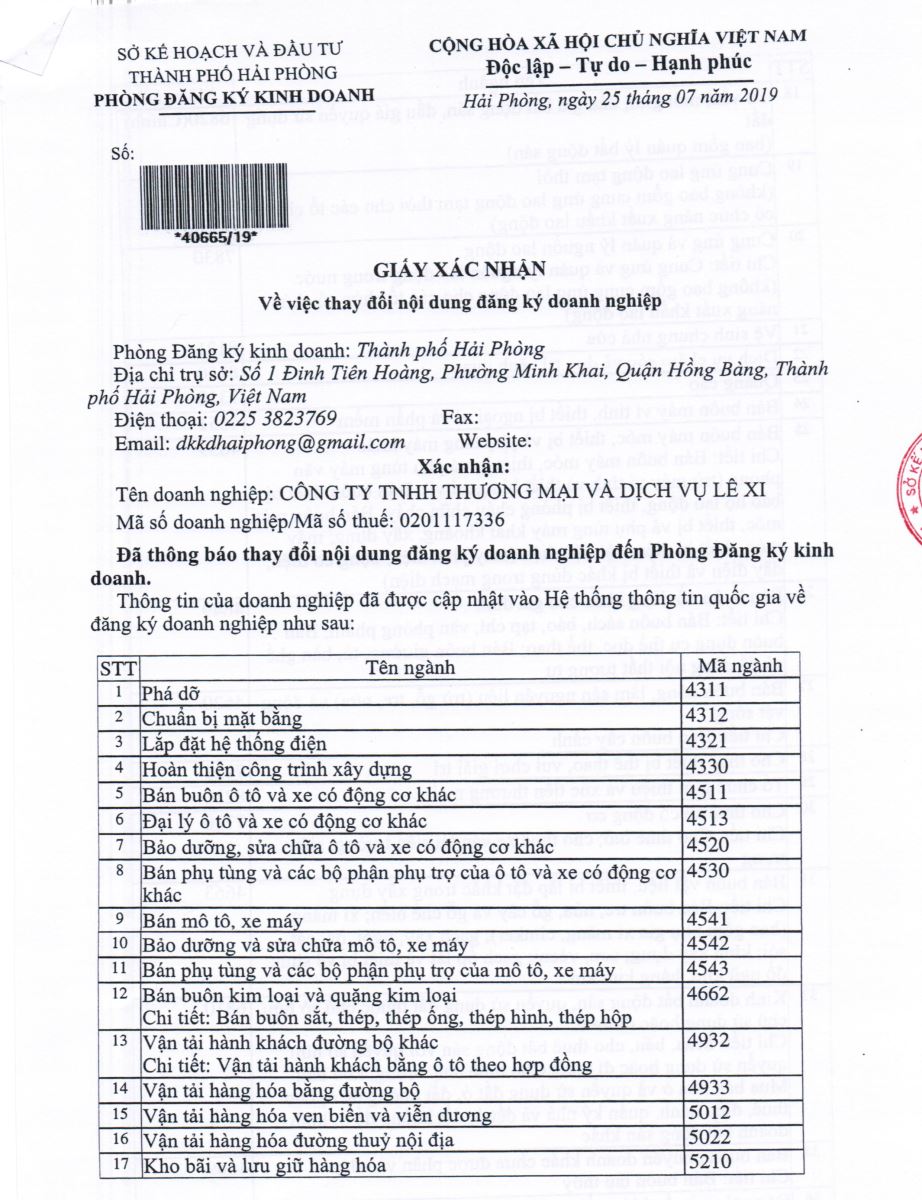 SỞ KẾ HOẠCH VÀ ĐẦU TƯ
THÀNH PHỐ HẢI PHÒNG
PHÒNG ĐĂNG KÝ KINH DOANH
CỘNG HÒA XÃ HỘI CHỦ NGHĨA VIỆT NAM
Độc lập – Tự do – Hạnh phúc
Hải Phòng, ngày 25 tháng 07 năm 2019
Số:
*40665/19*
GIẤY XÁC NHẬN
Về việc thay đổi nội dung đăng ký doanh nghiệp
Phòng Đăng ký kinh doanh: Thành phố Hải Phòng
Địa chỉ trụ sở: Số 1 Đinh Tiên Hoàng, Phường Minh Khai, Quận Hồng Bàng, Thành
phố Hải Phòng, Việt Nam
Điện thoại: 0225 3823769 Fax:
Email: dkkdhaiphong@gmail.com Website:
Xác nhận:
Tên doanh nghiệp: CÔNG TY TNHH THƯƠNG MẠI VÀ DỊCH VỤ LÊ XI
Mã số doanh nghiệp/Mã số thuế: 0201117336
Đã thông báo thay đổi nội dung đăng ký doanh nghiệp đến Phòng Đăng ký kinh
doanh.
Thông tin của doanh nghiệp đã được cập nhật vào Hệ thống thông tin quốc gia về
đăng ký doanh nghiệp như sau:
STT Tên ngành Mã ngành
1 Phá dỡ 4311
2 Chuẩn bị mặt bằng 4312
3 Lắp đặt hệ thống điện 4321
4 Hoàn thiện công trình xây dựng 4330
5 Bán buôn ô tô và xe có động cơ khác 4511
6 Đại lý ô tô và xe có động cơ khác 4513
7 Bảo dưỡng, sửa chữa ô tô và xe có động cơ khác 4520
8 Bán phụ tùng và các bộ phận phụ trợ của ô tô và xe có động cơ 4530
khác
9 Bán mô tô, xe máy 4541
10 Bảo dưỡng và sửa chữa mô tô, xe máy 4542
11 Bán phụ tùng và các bộ phận phụ trợ của mô tô, xe máy 4543
12 Bán buôn kim loại và quặng kim loại 4662
Chi tiết: Bán buôn sắt, thép, thép ống, thép hình, thép hộp
13 Vận tải hành khách đường bộ khác 4932
Chi tiết: Vận tải hành khách bằng ô tô theo hợp đồng
14 Vận tải hàng hóa bằng đường bộ 4933
15 Vận tải hàng hóa ven biển và viễn dương 5012
16 Vận tải hàng hóa đường thuỷ nội địa 5022
17 Kho bãi và lưu giữ hàng hóa 5210
SỞ KẾ